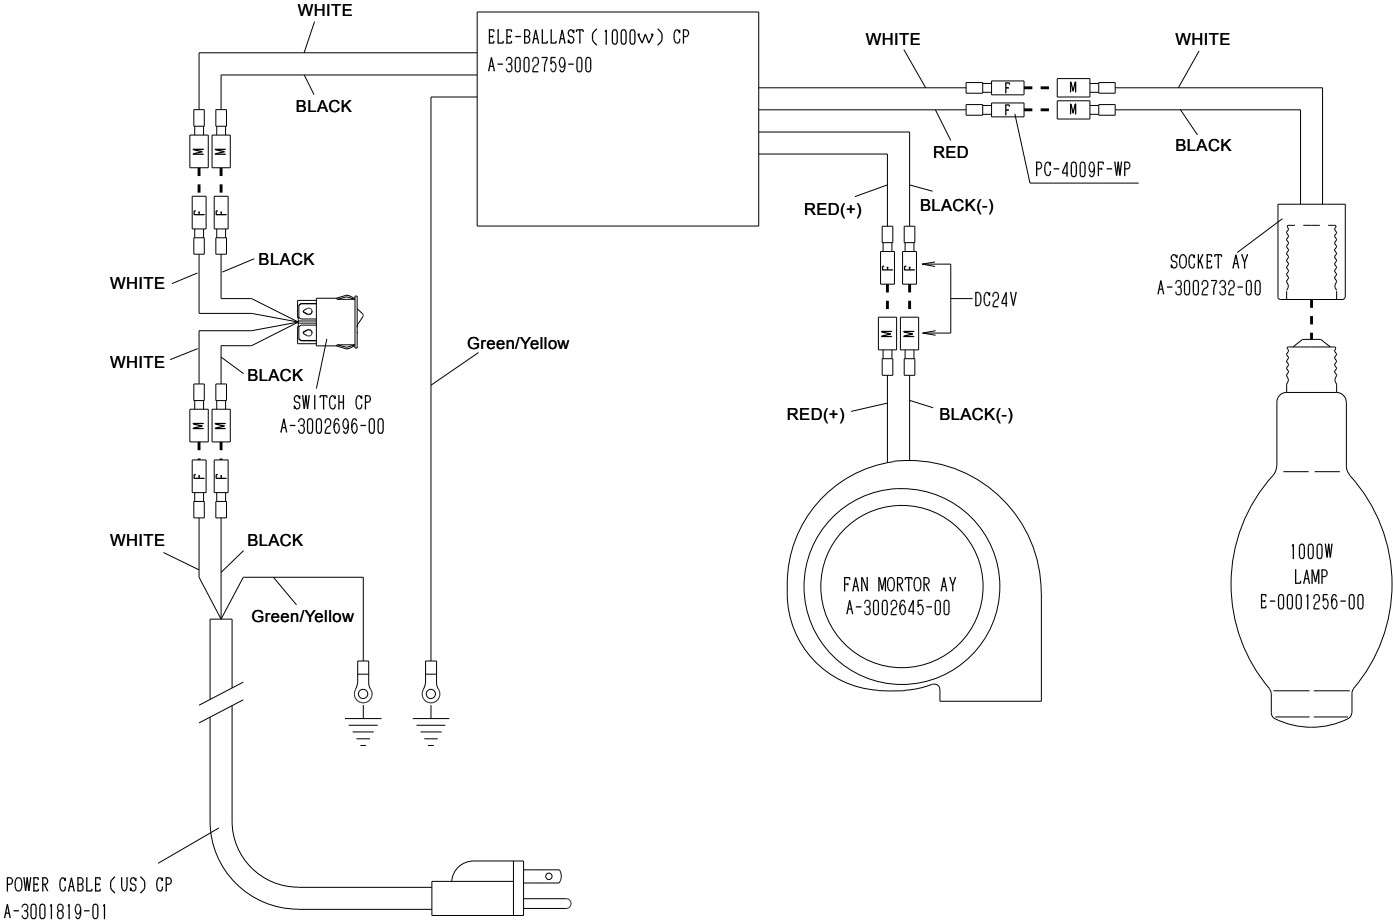 WHITE
ELE-BALLAST (1000w) CP
A-3002759-00
WHITE
WHITE
BLACK
M
M
F
F
F
M
F
M
RED
BLACK
PC-4009F-WP
RED(+)
BLACK(-)
F
F
WHITE
BLACK
F
F
DC24V
M
M
SOCKET AY
A-3002732-00
Green/Yellow
WHITE
BLACK
SWITCH CP
A-3002696-00
M
M
F
F
RED(+)
BLACK(-)
WHITE
BLACK
Green/Yellow
FAN MORTOR AY
A-3002645-00
1000W
LAMP
E-0001256-00
POWER CABLE (US) CP
A-3001819-01